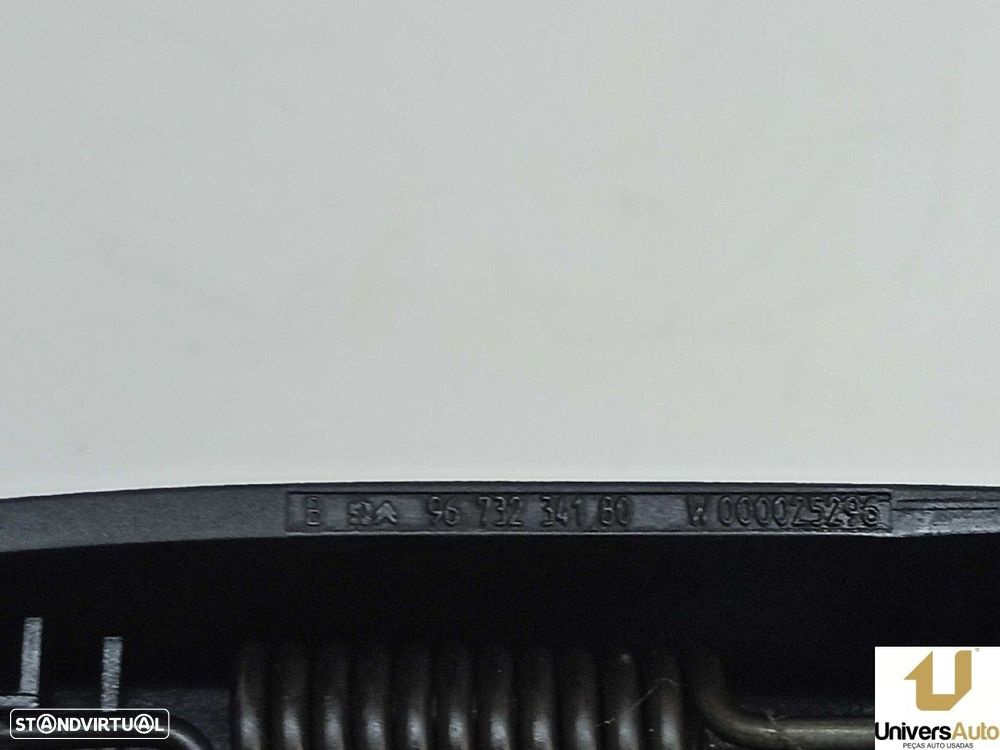 B 96 732 341 80 W000025296
STANDVIRTUAL
UniversAuto
PEÇAS AUTO USADAS